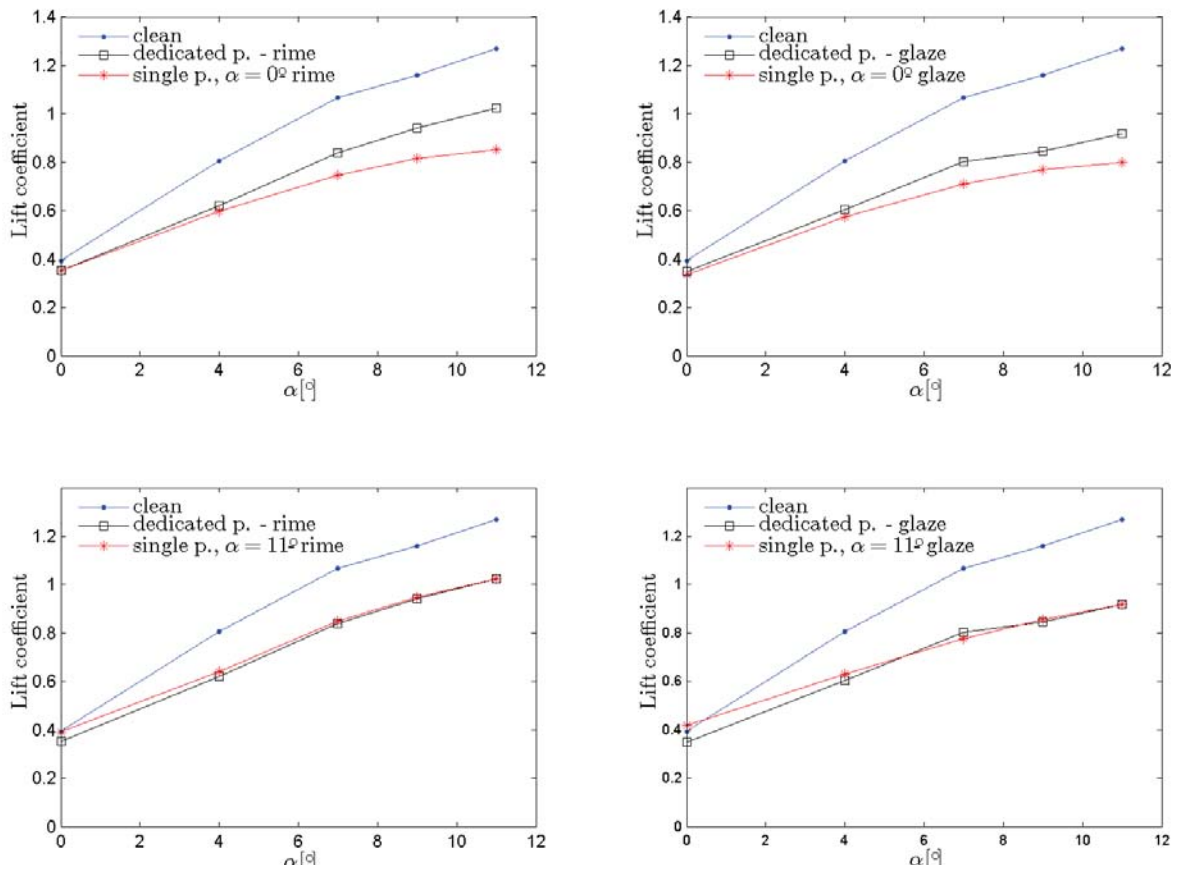 1.4
clean
dedicated p. - rime
single p., α = 0º rime
1.2
1
0.8
0.6
0.4
0.2
0
Lift coefficient
0 2 4 6 8 10 12
α[°]
1.4
clean
dedicated p. - glaze
single p., α = 0º glaze
1.2
1
0.8
0.6
0.4
0.2
0
Lift coefficient
0 2 4 6 8 10 12
α[°]
clean
dedicated p. - rime
single p., α = 11º rime
1.2
1
0.8
0.6
0.4
0.2
0
Lift coefficient
0 2 4 6 8 10 12
α[°]
clean
dedicated p. - glaze
single p., α = 11º glaze
1.2
1
0.8
0.6
0.4
0.2
0
Lift coefficient
0 2 4 6 8 10 12
α[°]